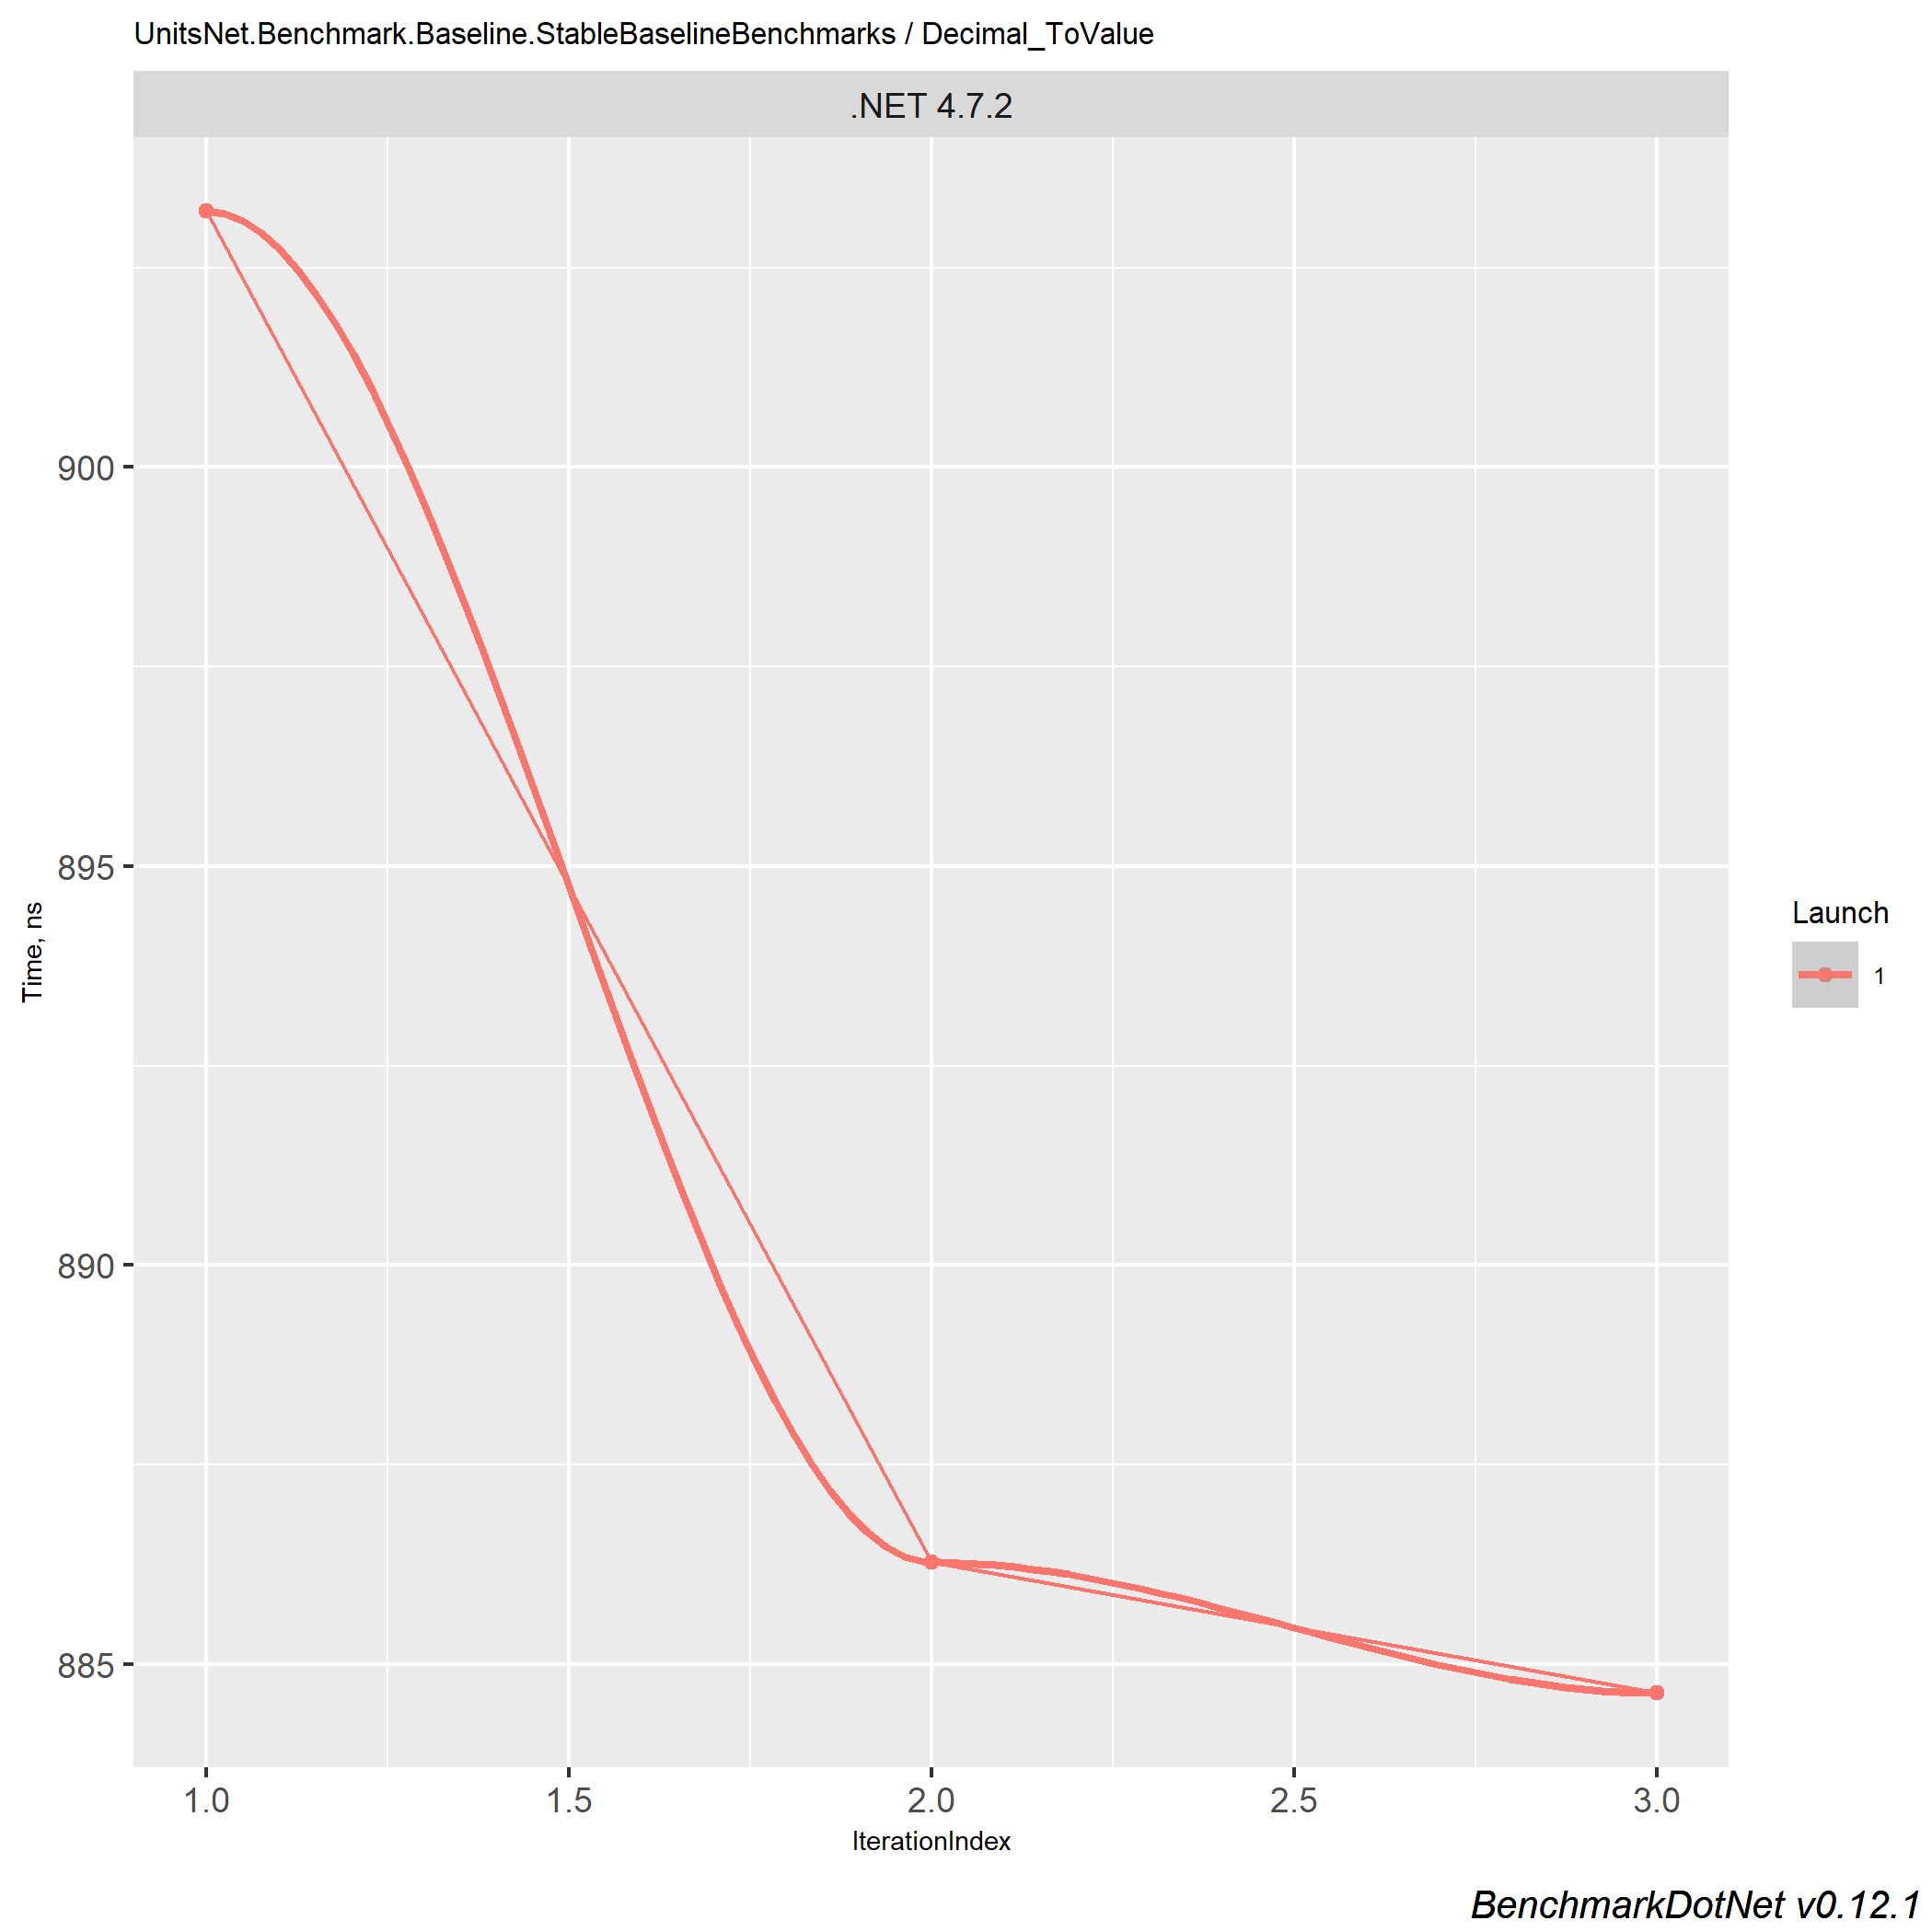 UnitsNet.Benchmark.Baseline.StableBaselineBenchmarks / Decimal_ToValue
.NET 4.7.2
900
895
890
885
Time, ns
1.0 1.5 2.0 2.5 3.0
IterationIndex
Launch
1
BenchmarkDotNet v0.12.1